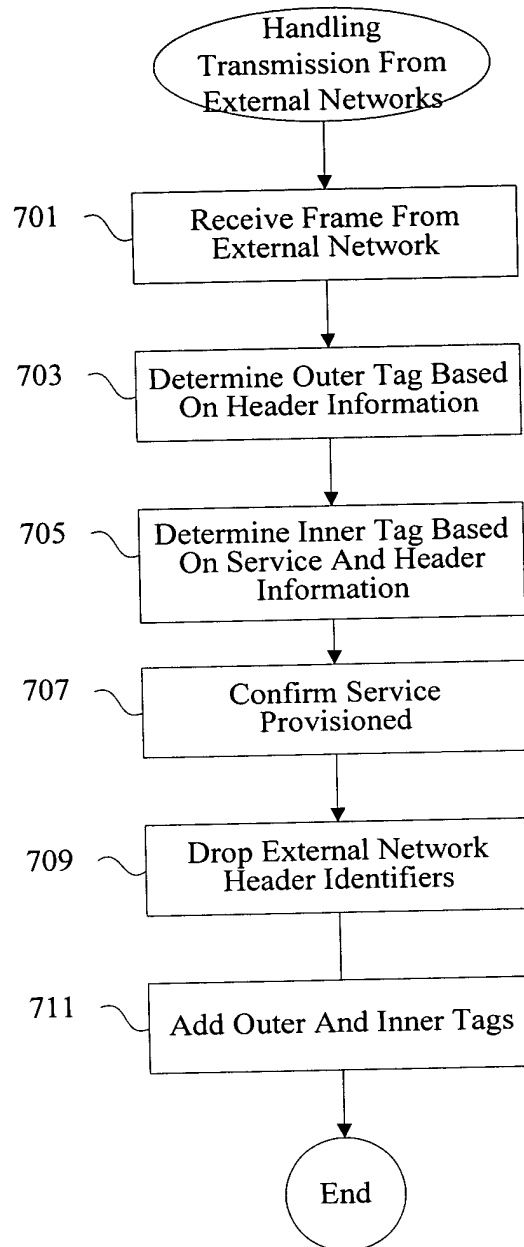 Handling
Transmission From
External Networks
701
Receive Frame From
External Network
703
Determine Outer Tag Based
On Header Information
705
Determine Inner Tag Based
On Service And Header
Information
707
Confirm Service
Provisioned
709
Drop External Network
Header Identifiers
711
Add Outer And Inner Tags
End